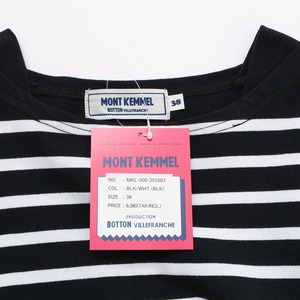 MONT KEMMEL
BOTTON VILLEFRANCHE
38
MONT KEMMEL
NO : MKL-000-251003
COL : BLK/WHT (BLK)
SIZE : 38
PRICE : 6,380(TAX INCL.)
PRODUCTION
BOTTON VILLEFRANCHE